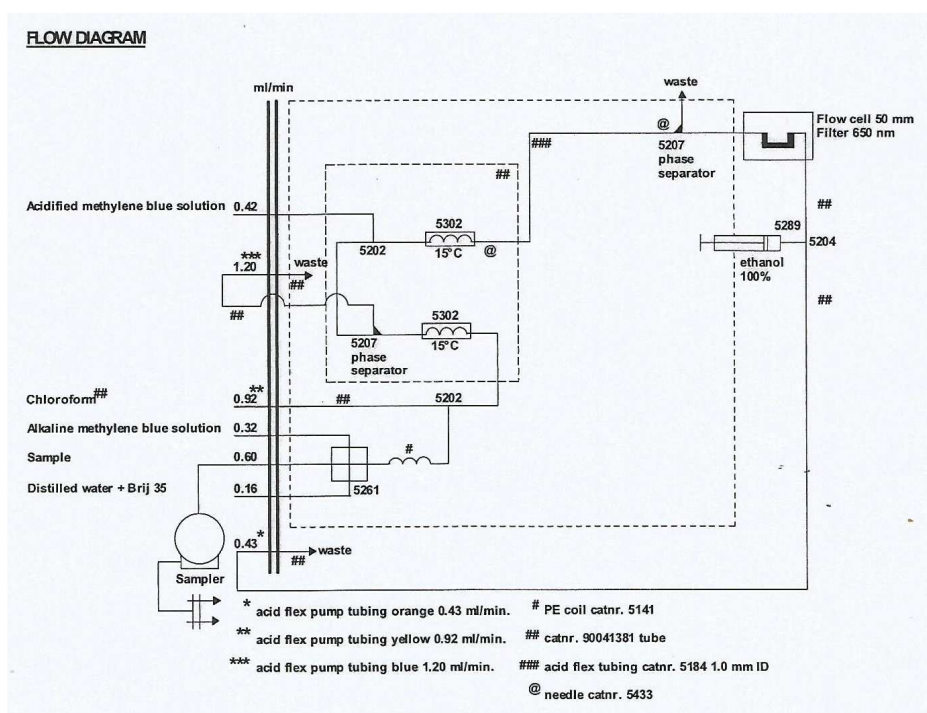 FLOW DIAGRAM
ml/min
waste
@
5207
phase
separator
###
Flow cell 50 mm
Filter 650 nm
##
Acidified methylene blue solution 0.42
5302
5202
15°C
@
##
5289
5204
ethanol
100%
***
1.20
waste
##
##
##
5302
15°C
5207
phase
separator
Chloroform##
**
0.92
##
5202
Alkaline methylene blue solution 0.32
#
Sample 0.60
Distilled water + Brij 35 0.16
5261
0.43*
waste
##
Sampler
* acid flex pump tubing orange 0.43 ml/min.
# PE coil catnr. 5141
** acid flex pump tubing yellow 0.92 ml/min.
## catnr. 90041381 tube
*** acid flex pump tubing blue 1.20 ml/min.
### acid flex tubing catnr. 5184 1.0 mm ID
@ needle catnr. 5433